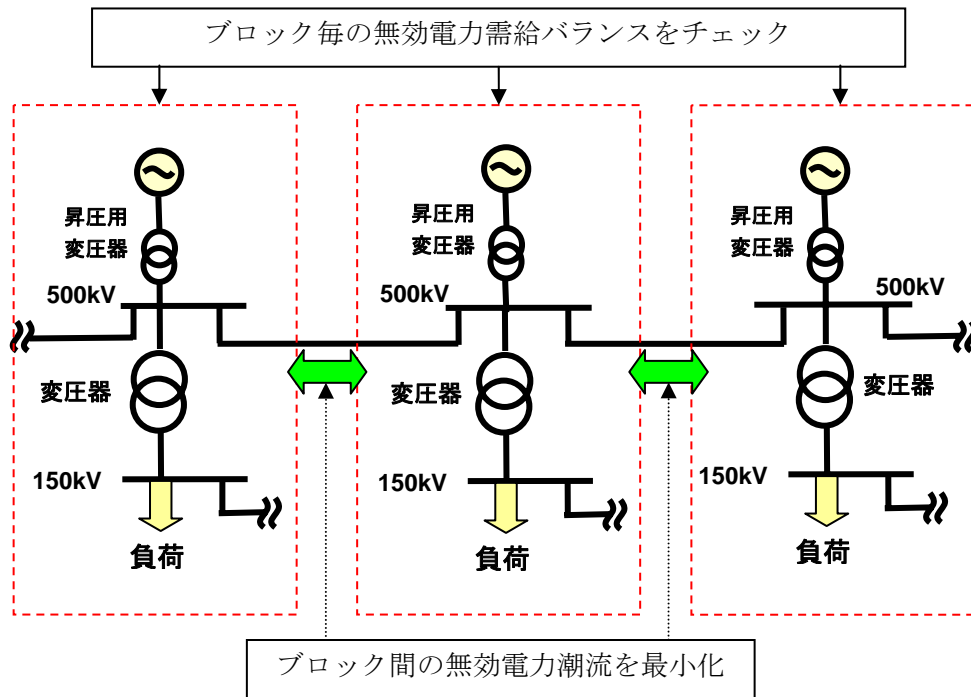 ブロック毎の無効電力需給バランスをチェック
昇圧用
変圧器
500kV
変圧器
150kV
負荷
昇圧用
変圧器
500kV
変圧器
150kV
負荷
昇圧用
変圧器
500kV
変圧器
150kV
負荷
ブロック間の無効電力潮流を最小化